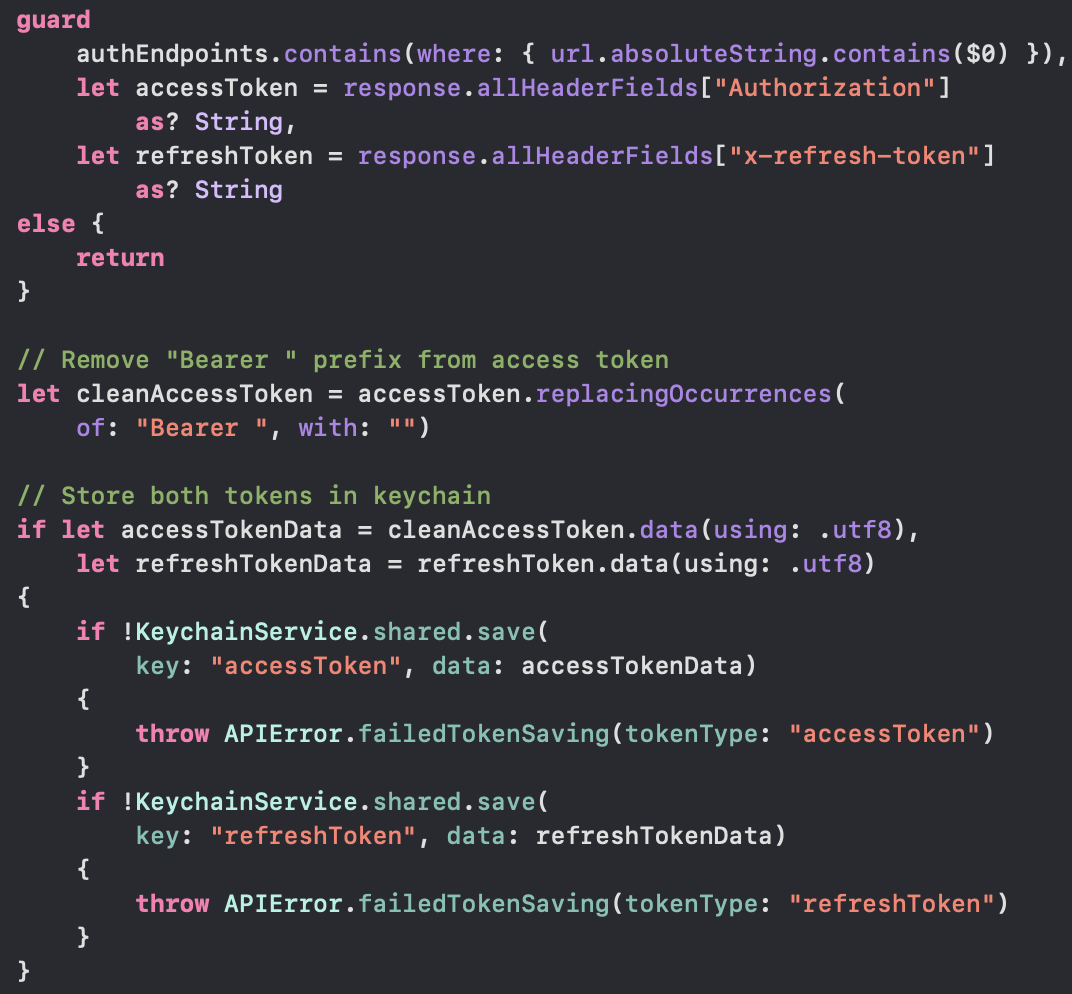 guard
    authEndpoints.contains(where: { url.absoluteString.contains($0) }),
    let accessToken = response.allHeaderFields["Authorization"]
        as? String,
    let refreshToken = response.allHeaderFields["x-refresh-token"]
        as? String
else {
    return
}

// Remove "Bearer " prefix from access token
let cleanAccessToken = accessToken.replacingOccurrences(
    of: "Bearer ", with: "")

// Store both tokens in keychain
if let accessTokenData = cleanAccessToken.data(using: .utf8),
    let refreshTokenData = refreshToken.data(using: .utf8)
{
    if !KeychainService.shared.save(
        key: "accessToken", data: accessTokenData)
    {
        throw APIError.failedTokenSaving(tokenType: "accessToken")
    }
    if !KeychainService.shared.save(
        key: "refreshToken", data: refreshTokenData)
    {
        throw APIError.failedTokenSaving(tokenType: "refreshToken")
    }
}